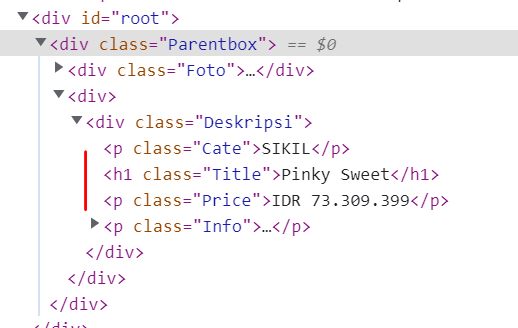 <div id="root">
<div class="Parentbox"> == $0
<div class="Foto">…</div>
<div>
<div class="Deskripsi">
<p class="Cate">SIKIL</p>
<h1 class="Title">Pinky Sweet</h1>
<p class="Price">IDR 73.309.399</p>
<p class="Info">…</p>
</div>
</div>
</div>
</div>